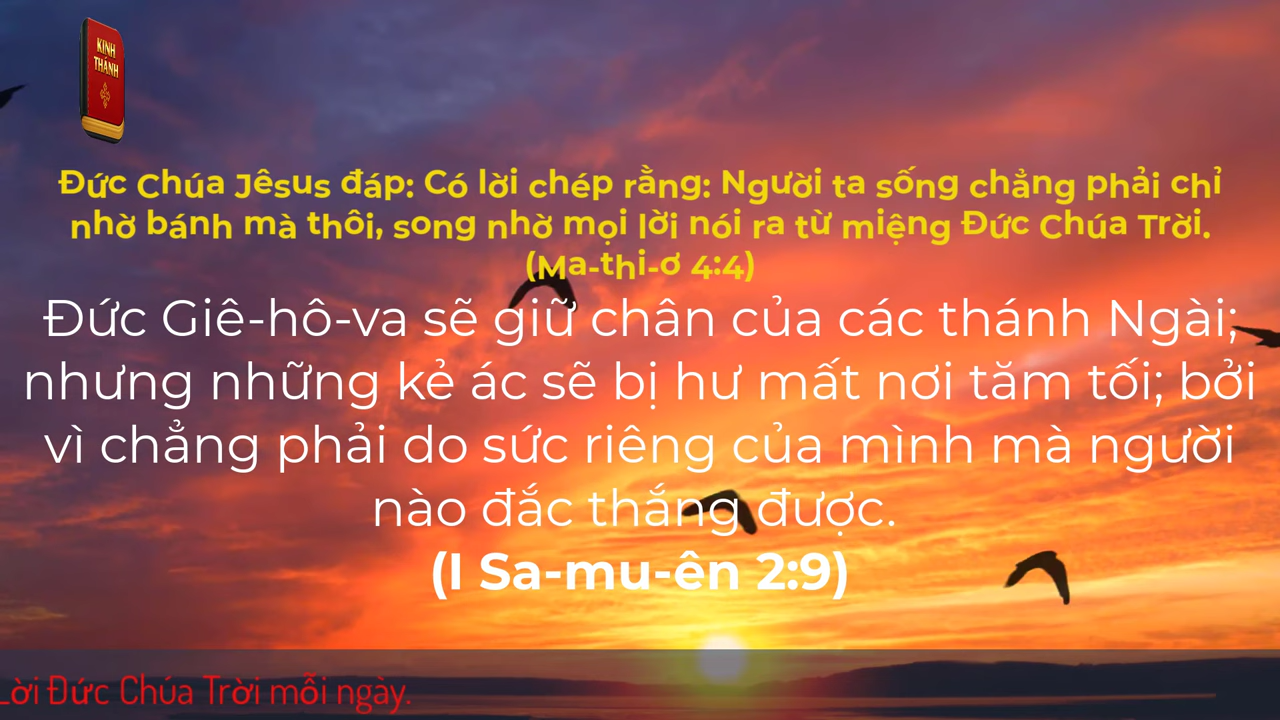 KINH
THÁNH
Đức Chúa Jêsus đáp: Có lời chép rằng: Người ta sống chẳng phải chỉ
nhờ bánh mà thôi, song nhờ mọi lời nói ra từ miệng Đức Chúa Trời.
(Ma-thi-ơ 4:4)
Đức Giê-hô-va sẽ giữ chân của các thánh Ngài;
nhưng những kẻ ác sẽ bị hư mất nơi tăm tối; bởi
vì chẳng phải do sức riêng của mình mà người
nào đắc thắng được.
(I Sa-mu-ên 2:9)
Lời Đức Chúa Trời mỗi ngày.